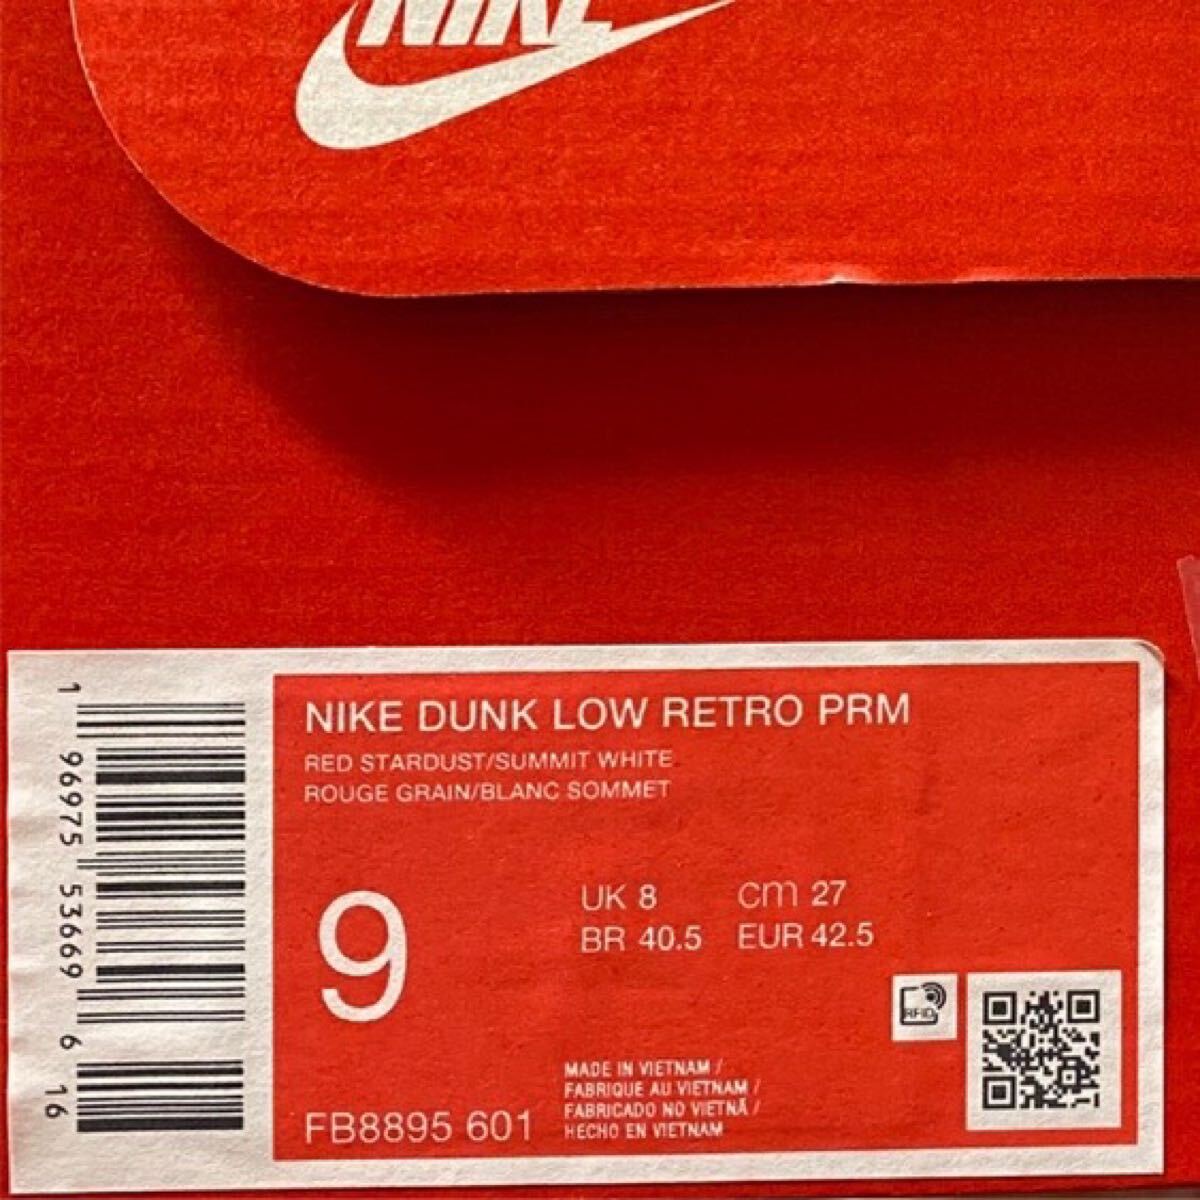 NIKE
NIKE DUNK LOW RETRO PRM
RED STARDUST/SUMMIT WHITE
ROUGE GRAIN/BLANC SOMMET
9
UK 8 cm 27
BR 40.5 EUR 42.5
RFID
FB8895 601
MADE IN VIETNAM /
FABRIQUE AU VIETNAM /
FABRICADO NO VIETNÃ /
HECHO EN VIETNAM
1 96975 53669 6 16